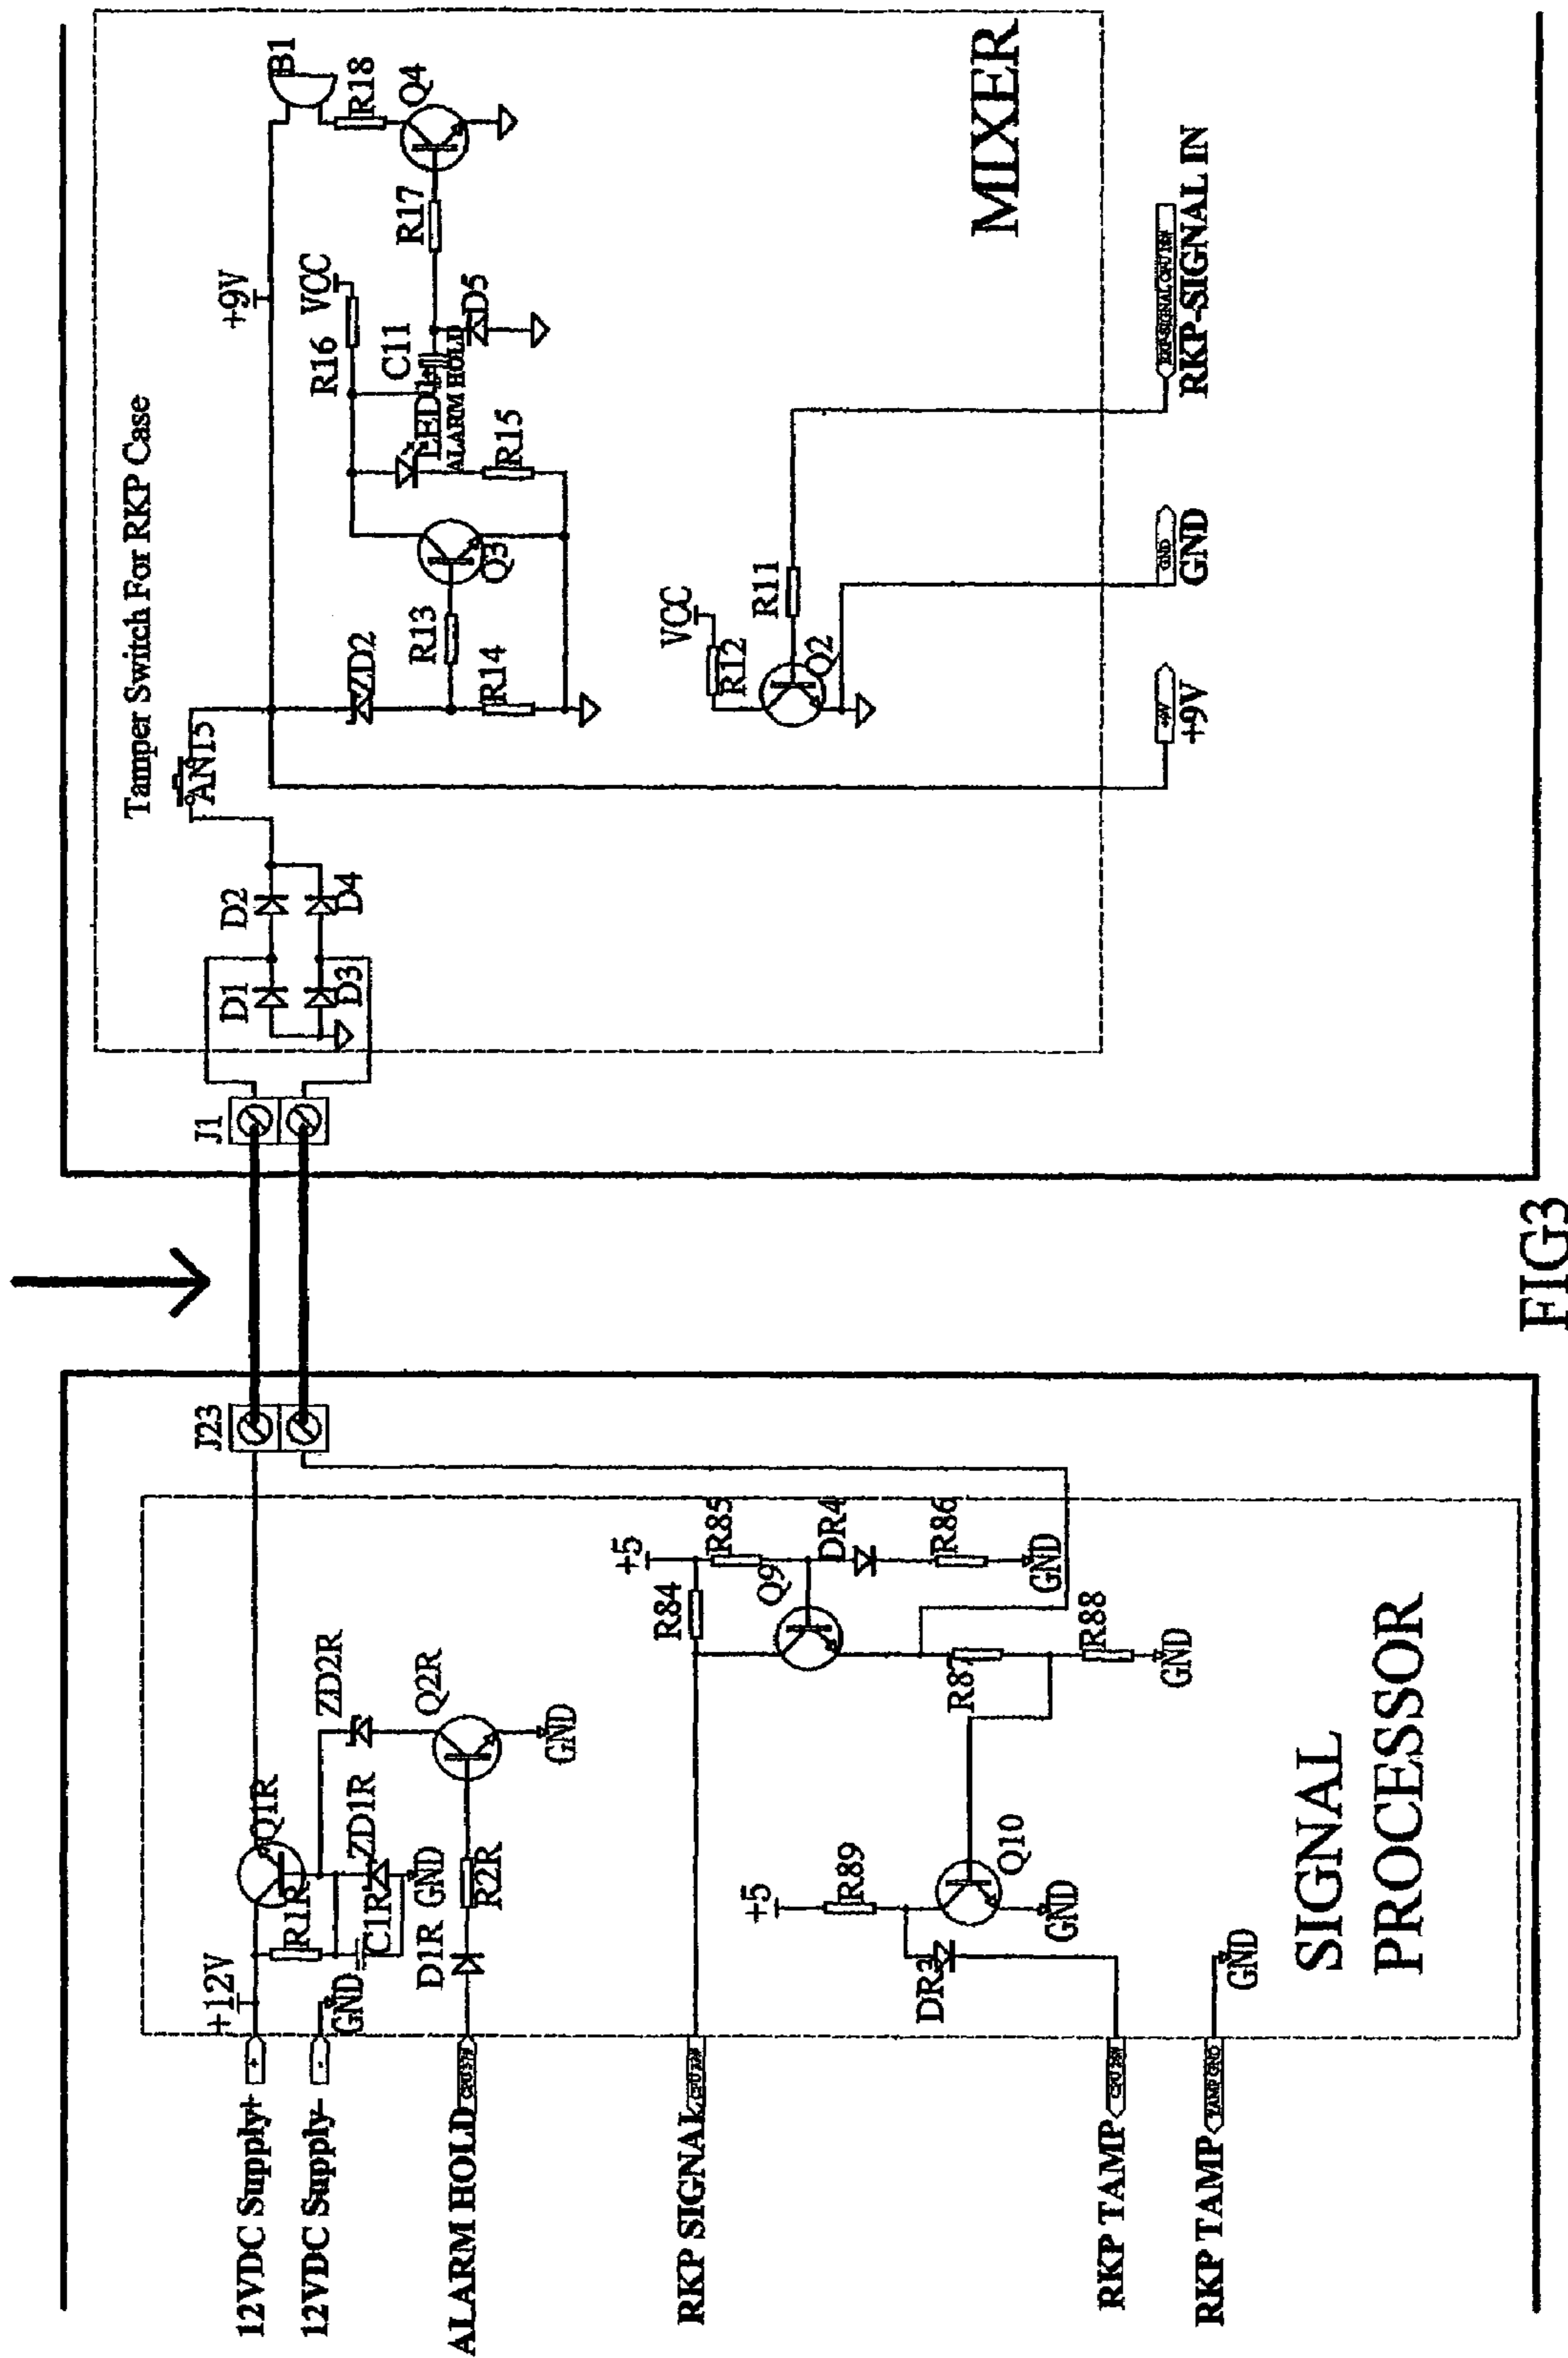 12VDC Supply+
+
12VDC Supply-
-
ALARM HOLD
RKP SIGNAL
RKP TAMP
RKP TAMP
+12V
GND
R1R
Q1R
C1R
ZD1R
GND
ZD2R
D1R
R2R
Q2R
GND
+5
R84
R85
Q9
DR4
R86
GND
R87
R88
GND
+5
R89
DR3
Q10
GND
GND
SIGNAL
PROCESSOR
J23
J1
Tamper Switch For RKP Case
AN15
D1
D2
D3
D4
+9V
B1
R18
Q4
R17
VCC
R16
C11
D5
LED1
ALARM HOLD
R15
Q3
ZD2
R13
R14
VCC
R12
R11
Q2
MIXER
+9V
+9V
GND
GND
RKP-SIGNAL IN
FIG3